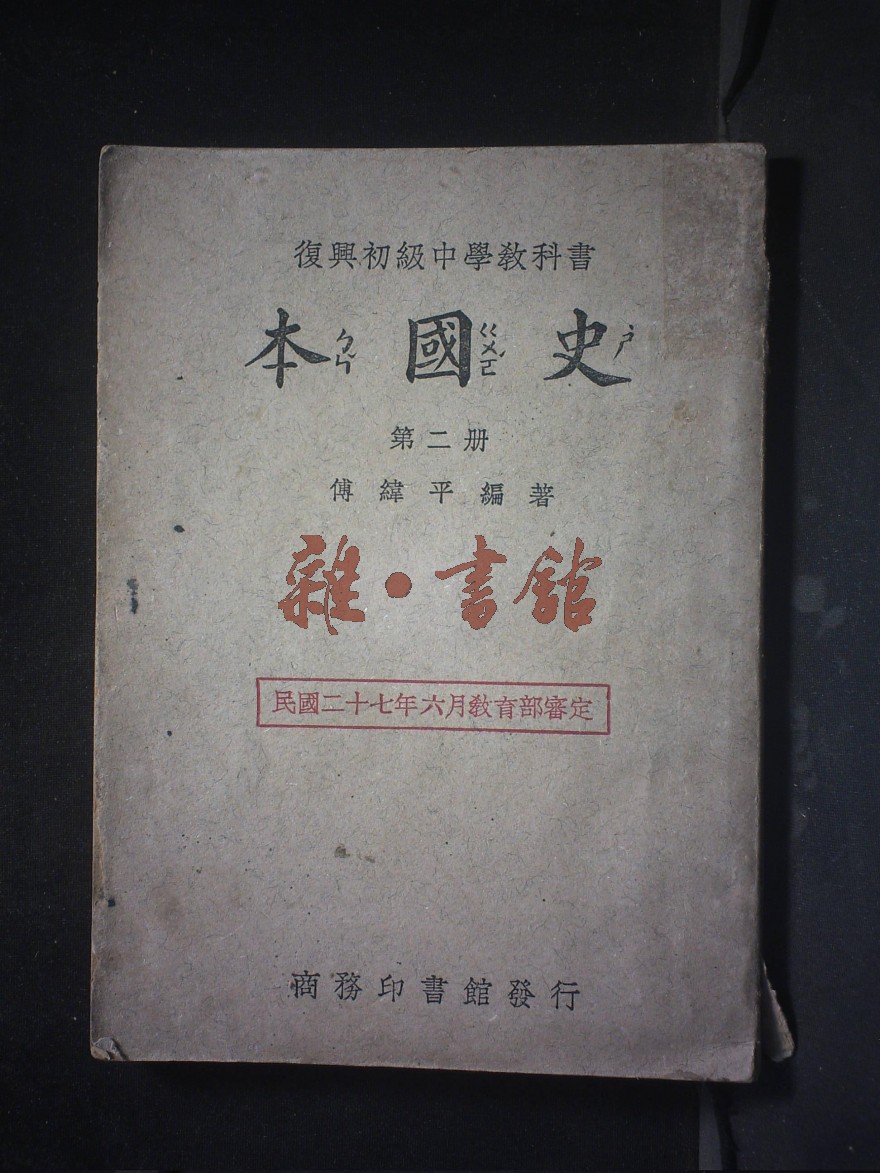 復興初級中學教科書
本ㄅㄣˇ 國ㄍㄨㄛˊ 史ㄕˇ
第二册
傅緯平編著
雜·書館
民國二十七年六月教育部審定
商務印書館發行